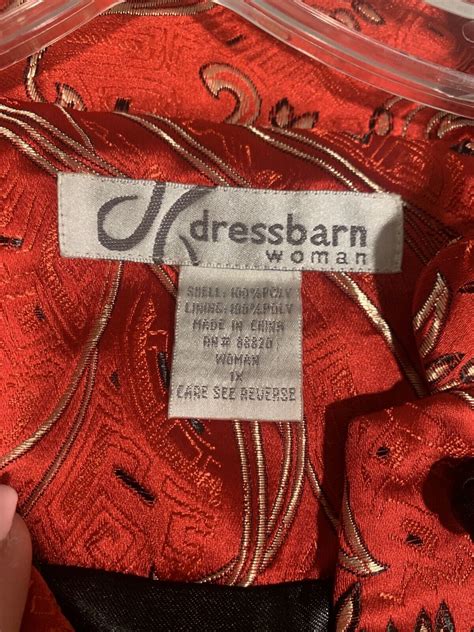 dressbarn
woman
SHELL: 100% POLY
LINING: 100% POLY
MADE IN CHINA
RN# 88820
WOMAN
1X
CARE SEE REVERSE